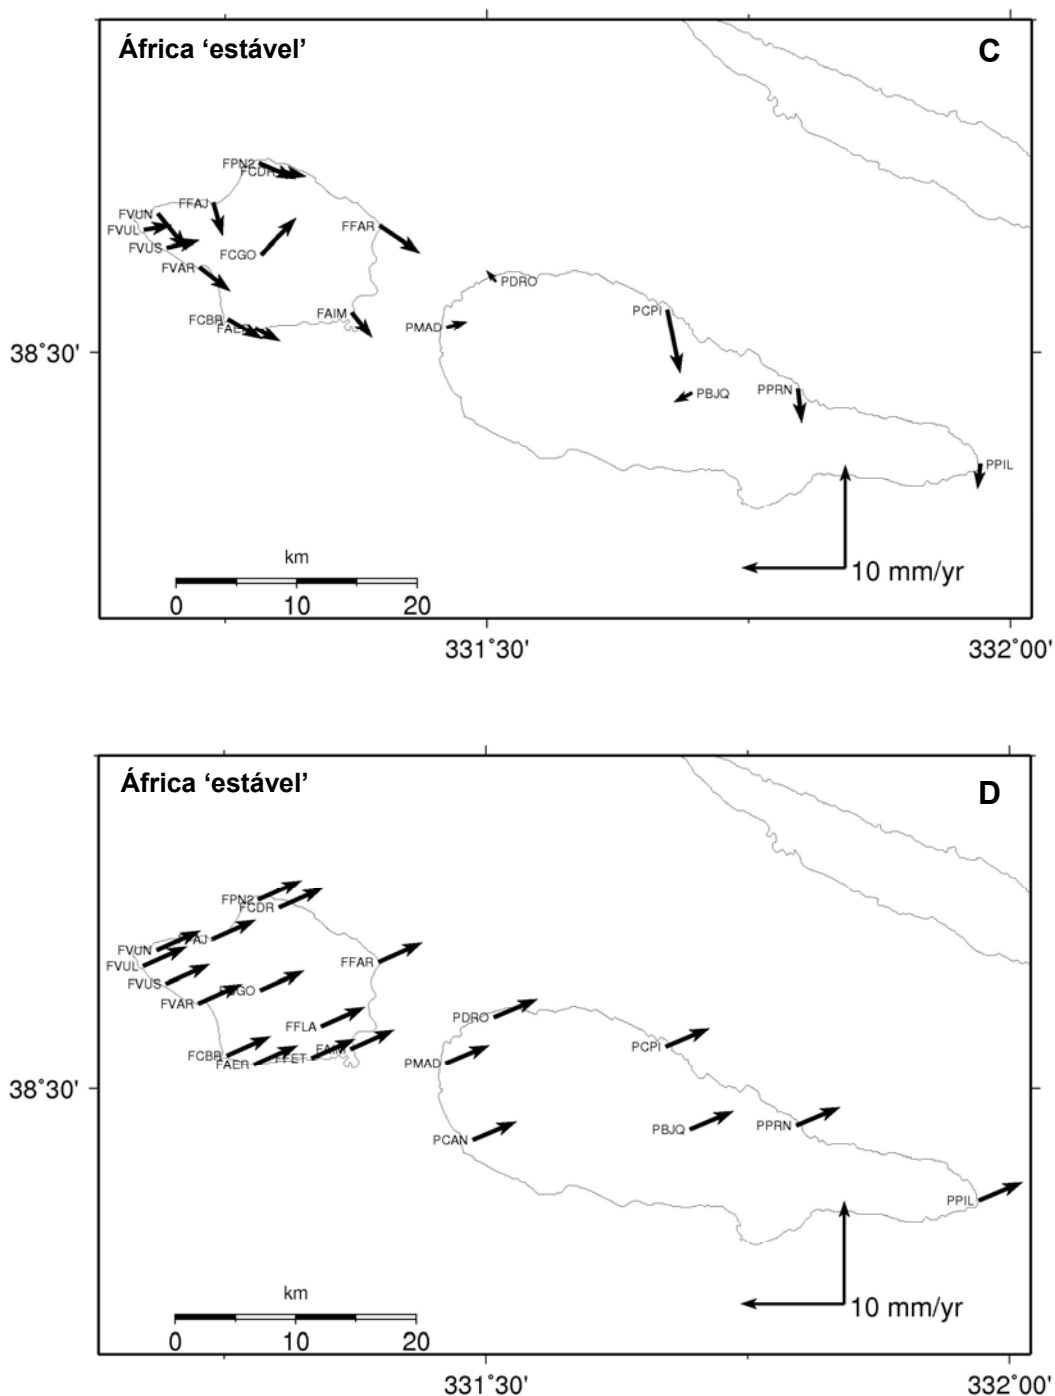 África ‘estável’
C
FPN2
FCDR
FFAJ
FVUN
FVUL
FFAR
FVUS
FCGO
FVAR
PDRO
PCPI
FAIM
FCBR
PMAD
38˚30'
PBJQ
PPRN
PPIL
km
10 mm/yr
0 10 20
331˚30' 332˚00'
África ‘estável’
D
FPN2
FCDR
FVUN
FFAR
FVUL
FVUS
FVAR
PDRO
FFLA
PCPI
FCBR
FAIM
FFET
FAER
PMAD
38˚30'
PBJQ
PPRN
PCAN
PPIL
km
10 mm/yr
0 10 20
331˚30' 332˚00'